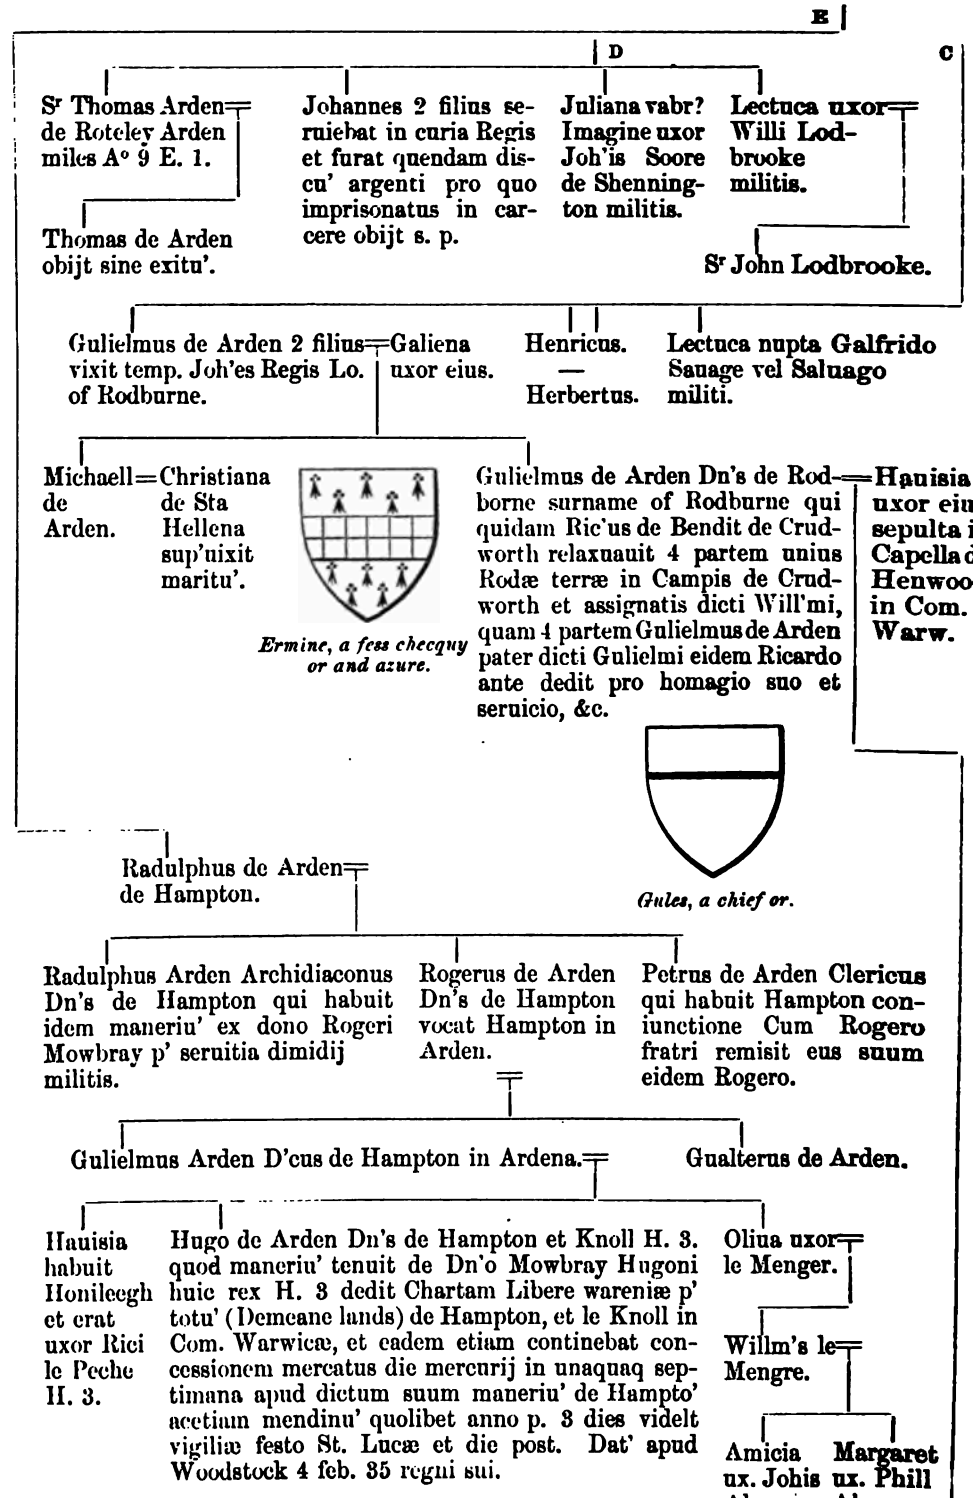 E
D
C
Sr Thomas Arden
de Roteley Arden
miles Ao 9 E. 1.
Johannes 2 filius se-
ruiebat in curia Regis
et furat quendam dis-
cu' argenti pro quo
imprisonatus in car-
cere obijt s. p.
Juliana vabr?
Imagine uxor
Joh'is Soore
de Shenning-
ton militis.
Lectuca uxor
Willi Lod-
brooke
militis.
Thomas de Arden
obijt sine exitu'.
Sr John Lodbrooke.
Gulielmus de Arden 2 filius
vixit temp. Joh'es Regis Lo.
of Rodburne.
Galiena
uxor eius.
Henricus.
—
Herbertus.
Lectuca nupta Galfrido
Sauage vel Saluago
militi.
Michaell
de
Arden.
Christiana
de Sta
Hellena
sup'uixit
maritu'.
Ermine, a fess checquy
or and azure.
Gulielmus de Arden Dn's de Rod-
borne surname of Rodburne qui
quidam Ric'us de Bendit de Crud-
worth relaxuauit 4 partem unius
Rodæ terræ in Campis de Crud-
worth et assignatis dicti Will'mi,
quam 4 partem Gulielmus de Arden
pater dicti Gulielmi eidem Ricardo
ante dedit pro homagio suo et
seruicio, &c.
Hauisia
uxor eiu
sepulta i
Capella d
Henwoo
in Com.
Warw.
Gules, a chief or.
Radulphus de Arden
de Hampton.
Radulphus Arden Archidiaconus
Dn's de Hampton qui habuit
idem maneriu' ex dono Rogeri
Mowbray p' seruitia dimidij
militis.
Rogerus de Arden
Dn's de Hampton
vocat Hampton in
Arden.
Petrus de Arden Clericus
qui habuit Hampton con-
iunctione Cum Rogero
fratri remisit eus suum
eidem Rogero.
Gulielmus Arden D'cus de Hampton in Ardena.
Gualterus de Arden.
Hauisia
habuit
Honileegh
et erat
uxor Rici
le Peche
H. 3.
Hugo de Arden Dn's de Hampton et Knoll H. 3.
quod maneriu' tenuit de Dn'o Mowbray Hugoni
huic rex H. 3 dedit Chartam Libere wareniæ p'
totu' (Demeane lands) de Hampton, et le Knoll in
Com. Warwicæ, et eadem etiam continebat con-
cessionem mercatus die mercurij in unaquaq sep-
timana apud dictum suum maneriu' de Hampto'
acetiam mendinu' quolibet anno p. 3 dies videlt
vigiliæ festo St. Lucæ et die post. Dat' apud
Woodstock 4 feb. 35 regni sui.
Oliua uxor
le Menger.
Willm's le
Mengre.
Amicia
ux. Johis
Margaret
ux. Phill